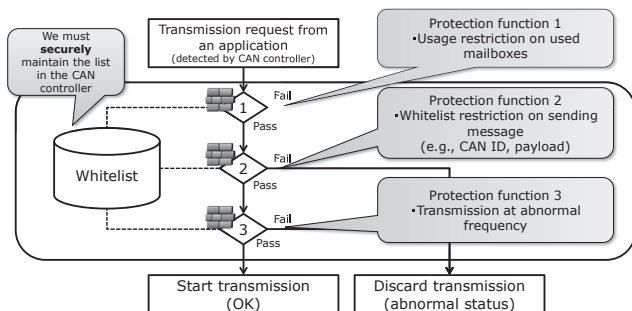 We must
securely
maintain the list
in the CAN
controller
Transmission request from
an application
(detected by CAN controller)
Protection function 1
▪Usage restriction on used
mailboxes
1
Fail
Pass
Protection function 2
▪Whitelist restriction on sending
message
(e.g., CAN ID, payload)
Whitelist
2
Fail
Pass
Protection function 3
▪Transmission at abnormal
frequency
3
Fail
Pass
Start transmission
(OK)
Discard transmission
(abnormal status)